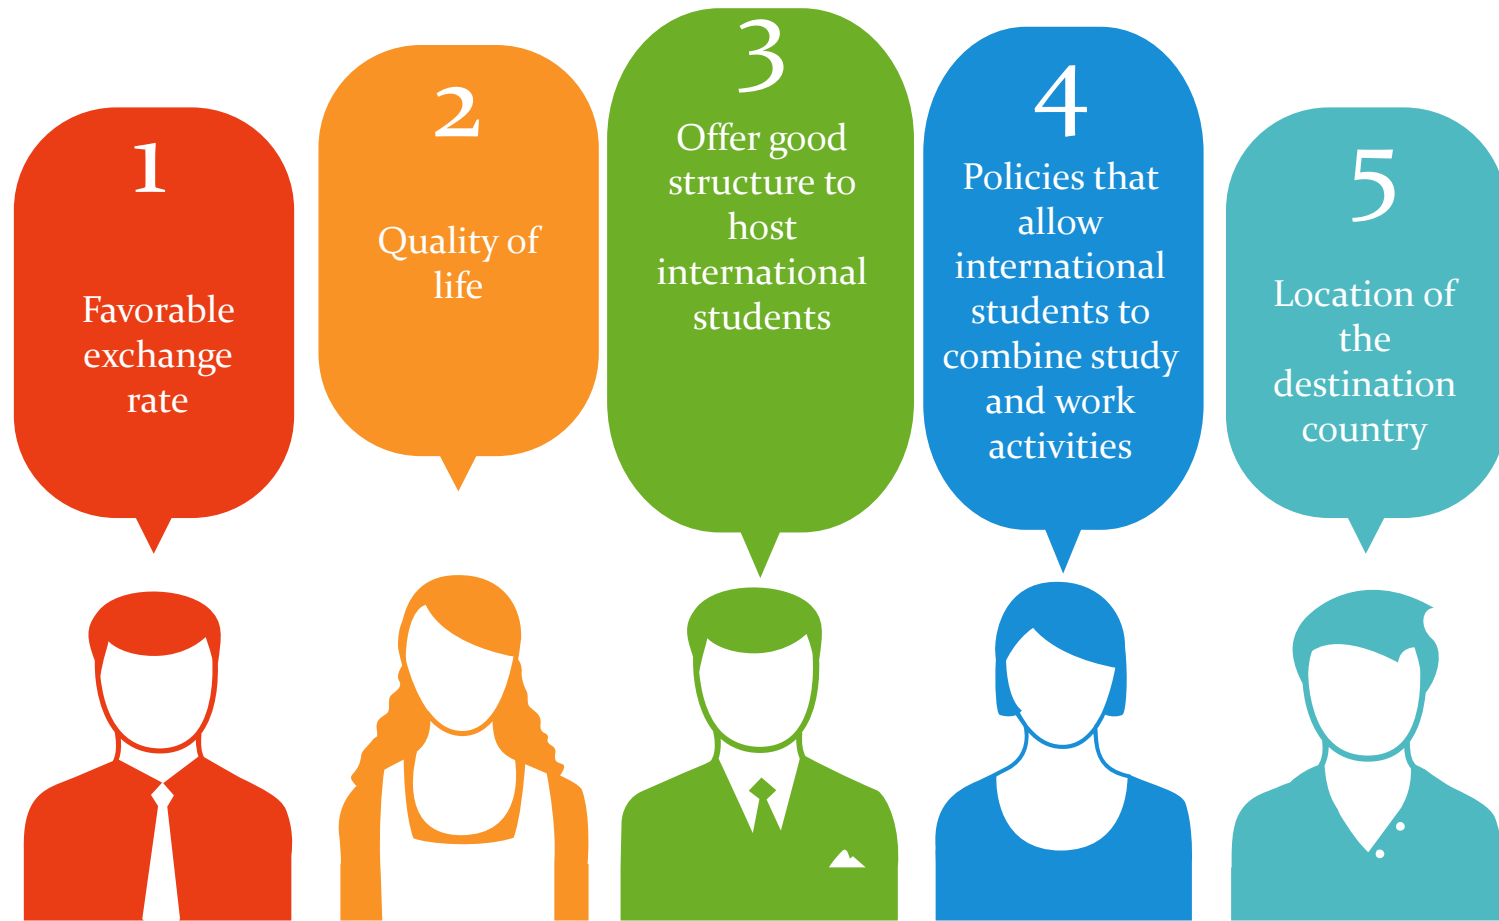 1
Favorable
exchange
rate
2
Quality of
life
3
Offer good
structure to
host
international
students
4
Policies that
allow
international
students to
combine study
and work
activities
5
Location of
the
destination
country